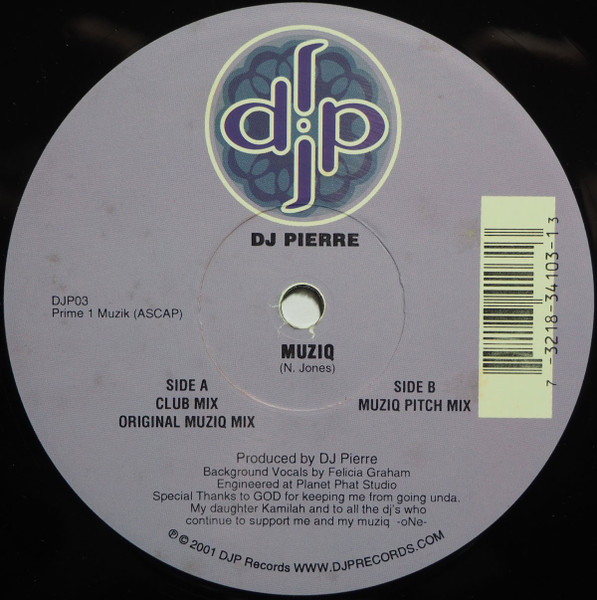 djp
DJ PIERRE
DJP03
Prime 1 Muzik (ASCAP)
MUZIQ
(N. Jones)
SIDE A
CLUB MIX
ORIGINAL MUZIQ MIX
SIDE B
MUZIQ PITCH MIX
7 -3218-34103-1 3
Produced by DJ Pierre
Background Vocals by Felicia Graham
Engineered at Planet Phat Studio
Special Thanks to GOD for keeping me from going unda.
My daughter Kamilah and to all the dj's who
continue to support me and my muziq -oNe-
℗ © 2001 DJP Records WWW.DJPRECORDS.COM